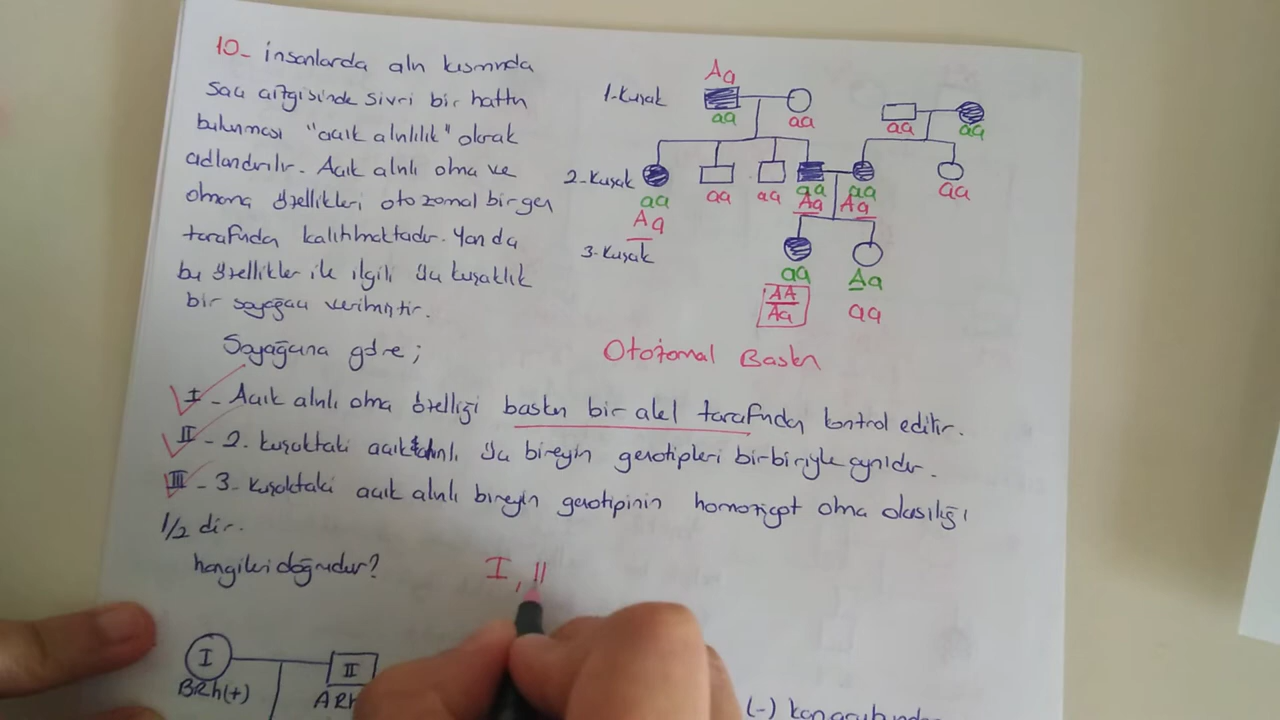 10- insanlarda alın kısmında
saç çizgisinde sivri bir hattın
bulunması "açık alınlılık" olarak
adlandırılır. Açık alınlı olma ve
olmama özellikleri otozomal bir gen
tarafından kalıtılmaktadır. Yanda
bu özellikler ile ilgili üç kuşaklık
bir soyağacı verilmiştir.
Soyağacına göre;
I - Açık alınlı olma özelliği baskın bir alel tarafından kontrol edilir.
II - 2. kuşaktaki açık alınlı üç bireyin genotipleri birbiriyle aynıdır.
III - 3. kuşaktaki açık alınlı bireyin genotipinin homozigot olma olasılığı
1/2 dir.
hangileri doğrudur?
I, II
1-Kuşak
Aa
aa
aa
aa
aa
2-Kuşak
aa
Aa
aa
aa
aa
Aa
aa
Aa
aa
3-Kuşak
aa
AA
Aa
Aa
aa
Otozomal Baskın
I
BRh(+)
II
ARh
(-)